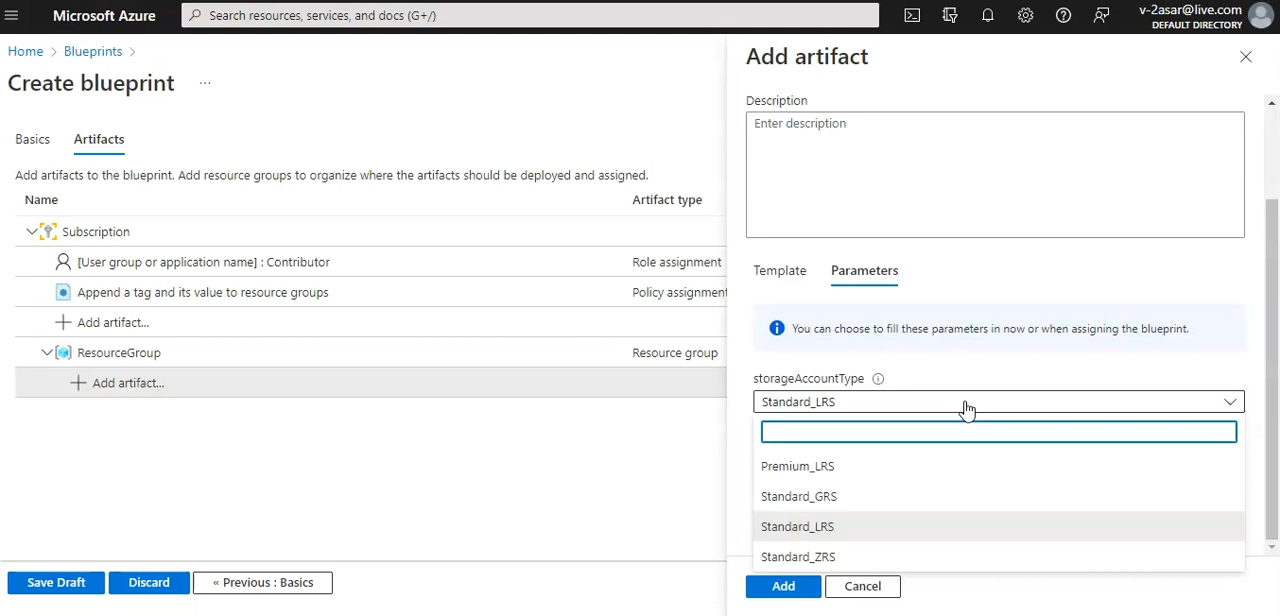 Microsoft Azure
Search resources, services, and docs (G+/)
v-2asar@live.com
DEFAULT DIRECTORY
Home > Blueprints >
Create blueprint ...
Basics Artifacts
Add artifacts to the blueprint. Add resource groups to organize where the artifacts should be deployed and assigned.
Name Artifact type
Subscription
[User group or application name] : Contributor Role assignment
Append a tag and its value to resource groups Policy assignment
Add artifact...
ResourceGroup Resource group
Add artifact...
Save Draft Discard « Previous : Basics
Add artifact
Description
Enter description
Template Parameters
You can choose to fill these parameters in now or when assigning the blueprint.
storageAccountType
Standard_LRS
Premium_LRS
Standard_GRS
Standard_LRS
Standard_ZRS
Add Cancel